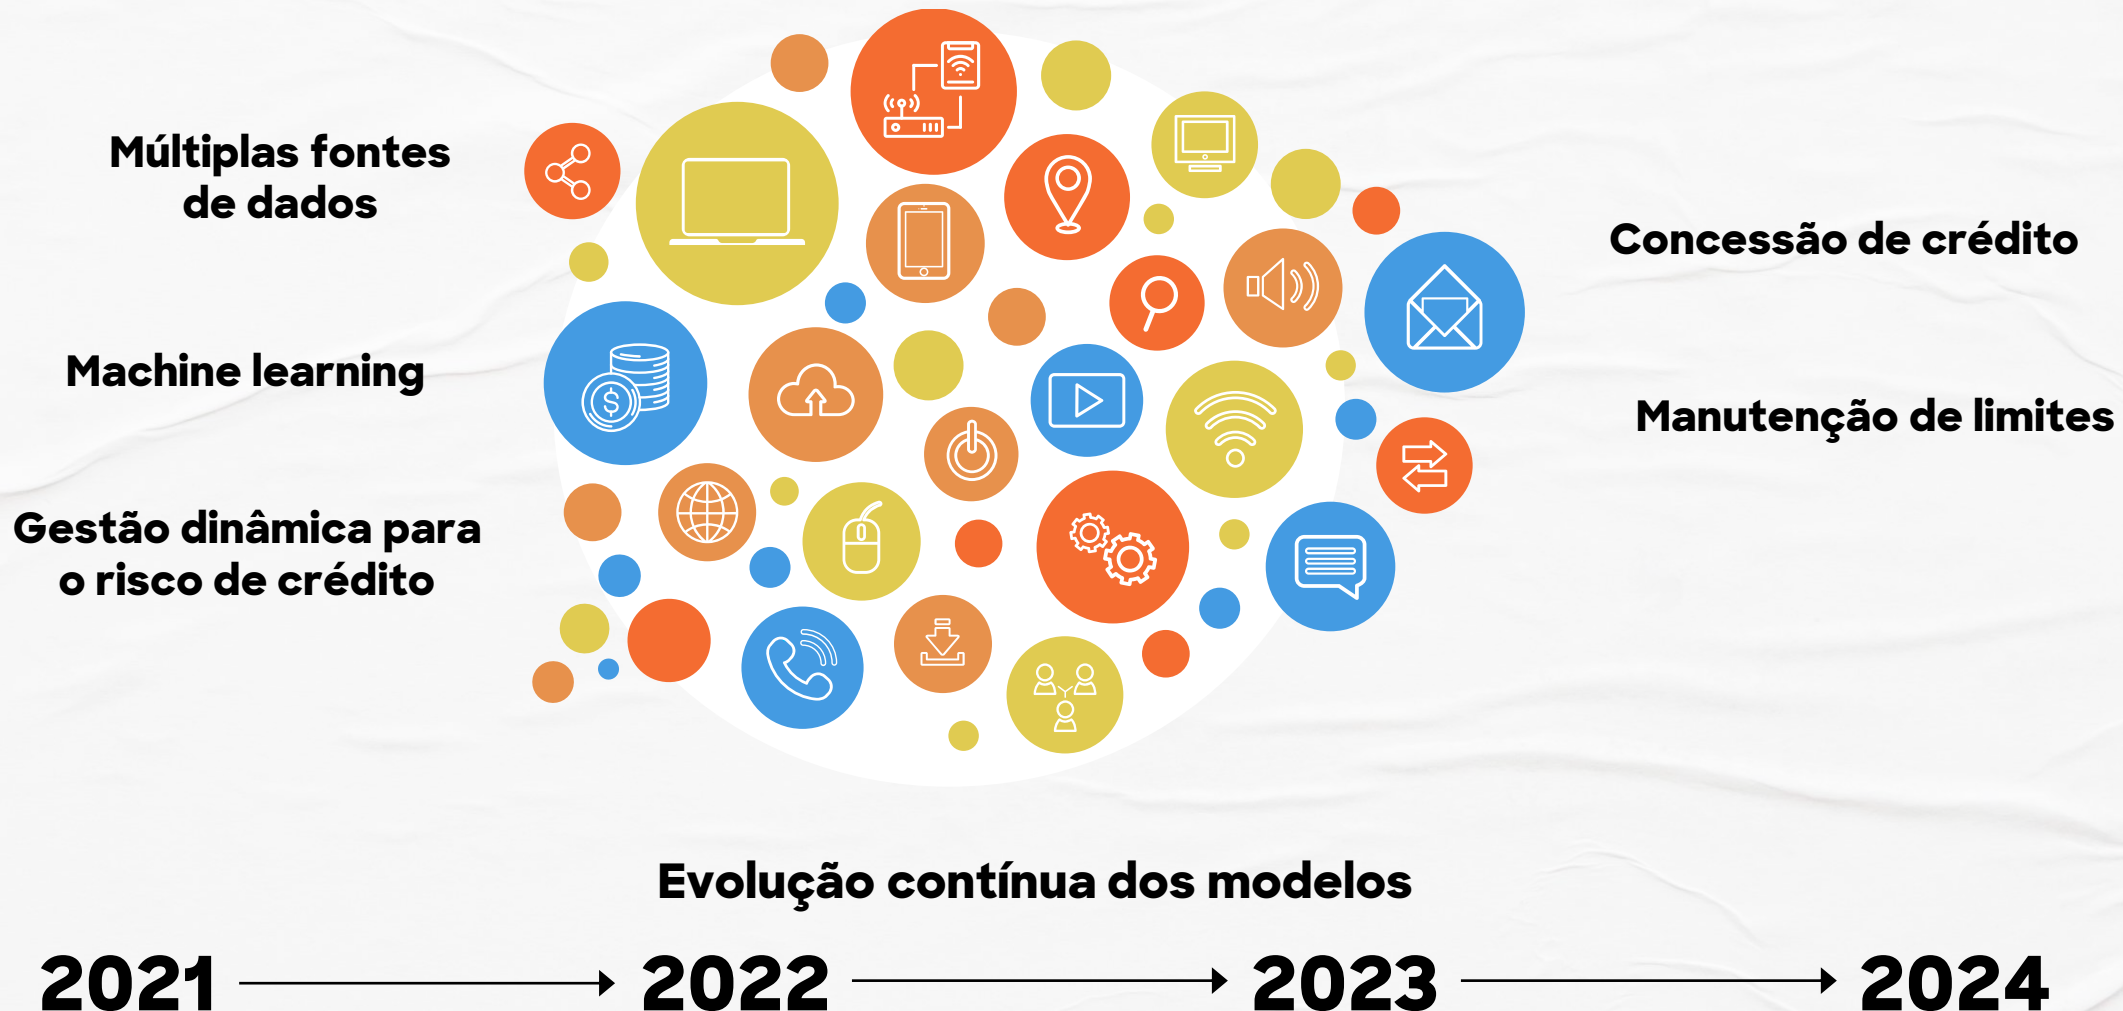 Múltiplas fontes
de dados
Machine learning
Gestão dinâmica para
o risco de crédito
$
Concessão de crédito
Manutenção de limites
Evolução contínua dos modelos
2021
2022
2023
2024